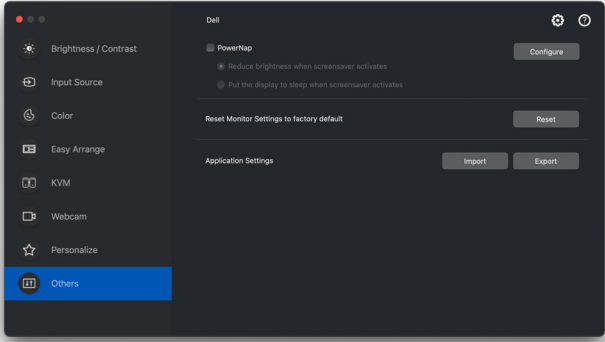 Dell
Brightness / Contrast
Input Source
Color
Easy Arrange
KVM
Webcam
Personalize
Others
PowerNap
Configure
Reduce brightness when screensaver activates
Put the display to sleep when screensaver activates
Reset Monitor Settings to factory default
Reset
Application Settings
Import
Export